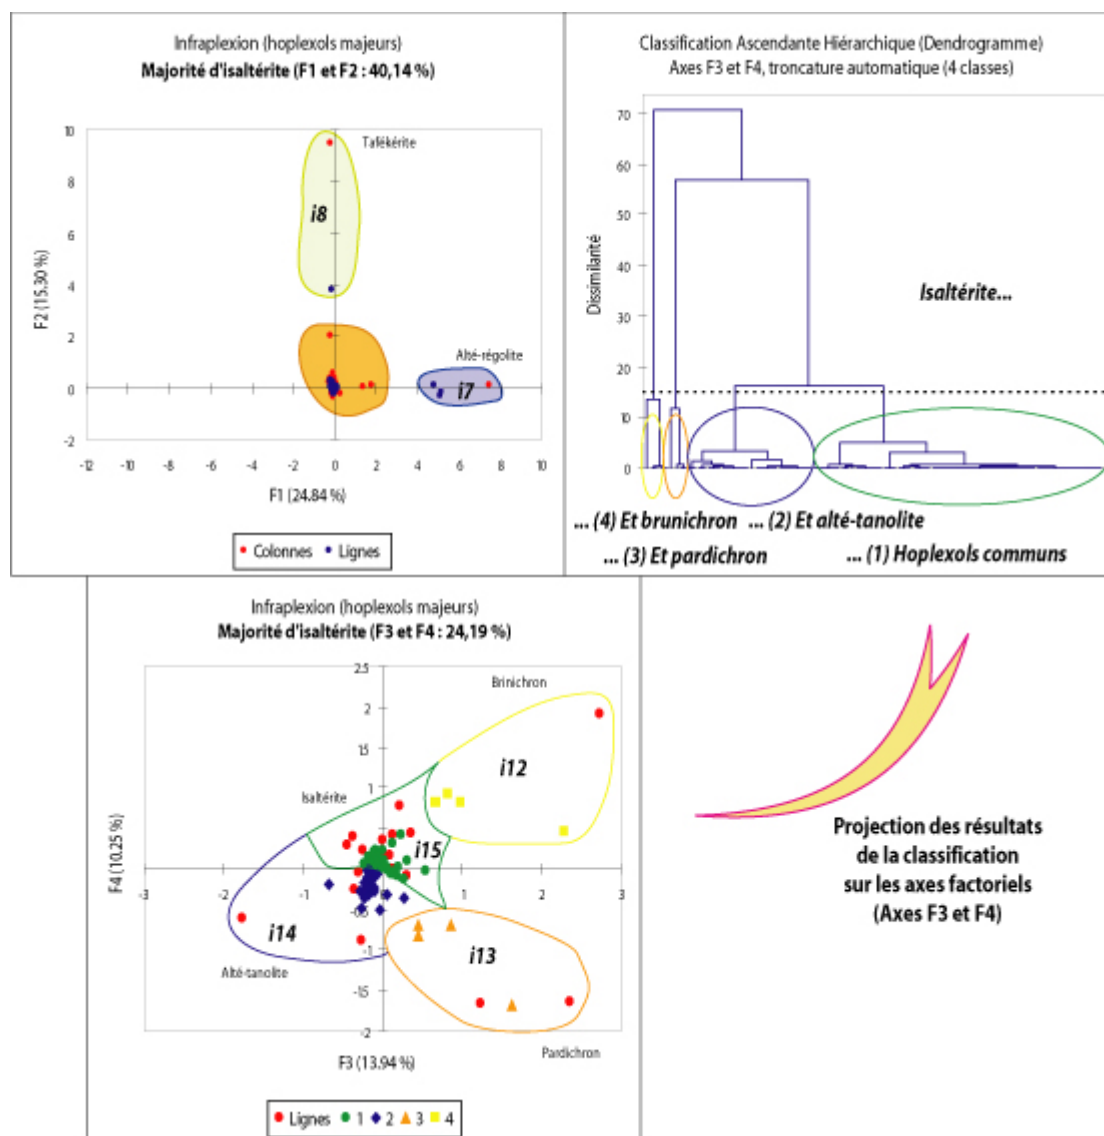 Infraplexion (hoplexols majeurs)
Majorité d'isaltérite (F1 et F2 : 40,14 %)
10
8
6
4
2
0
-2
-12
-10
-8
-6
-4
-2
0
2
4
6
8
10
F2 (15.30 %)
F1 (24.84 %)
Tafékérite
i8
Alté-régolite
i7
Colonnes
Lignes
Classification Ascendante Hiérarchique (Dendrogramme)
Axes F3 et F4, troncature automatique (4 classes)
70
60
50
40
30
20
10
0
Dissimilarité
Isaltérite...
... (4) Et brunichron
... (2) Et alté-tanolite
... (3) Et pardichron
... (1) Hoplexols communs
Infraplexion (hoplexols majeurs)
Majorité d'isaltérite (F3 et F4 : 24,19 %)
2.5
2
1.5
1
-0.5
-1
-1.5
-2
-3
-2
-1
0
1
2
3
F4 (10.25 %)
F3 (13.94 %)
Brinichron
i12
Isaltérite
i15
i14
Alté-tanolite
i13
Pardichron
Lignes
1
2
3
4
Projection des résultats
de la classification
sur les axes factoriels
(Axes F3 et F4)